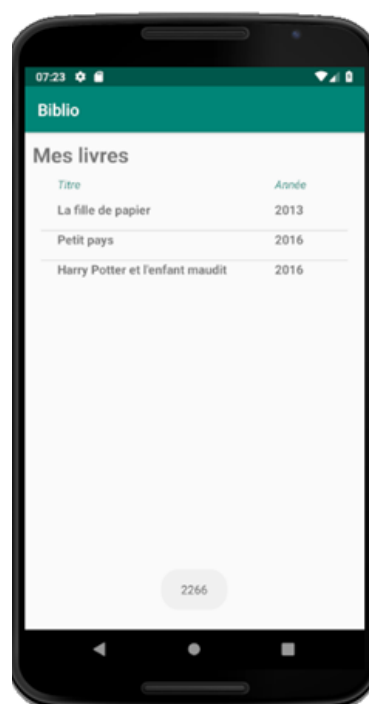 07:23
Biblio
Mes livres
Titre Année
La fille de papier 2013
Petit pays 2016
Harry Potter et l'enfant maudit 2016
2266